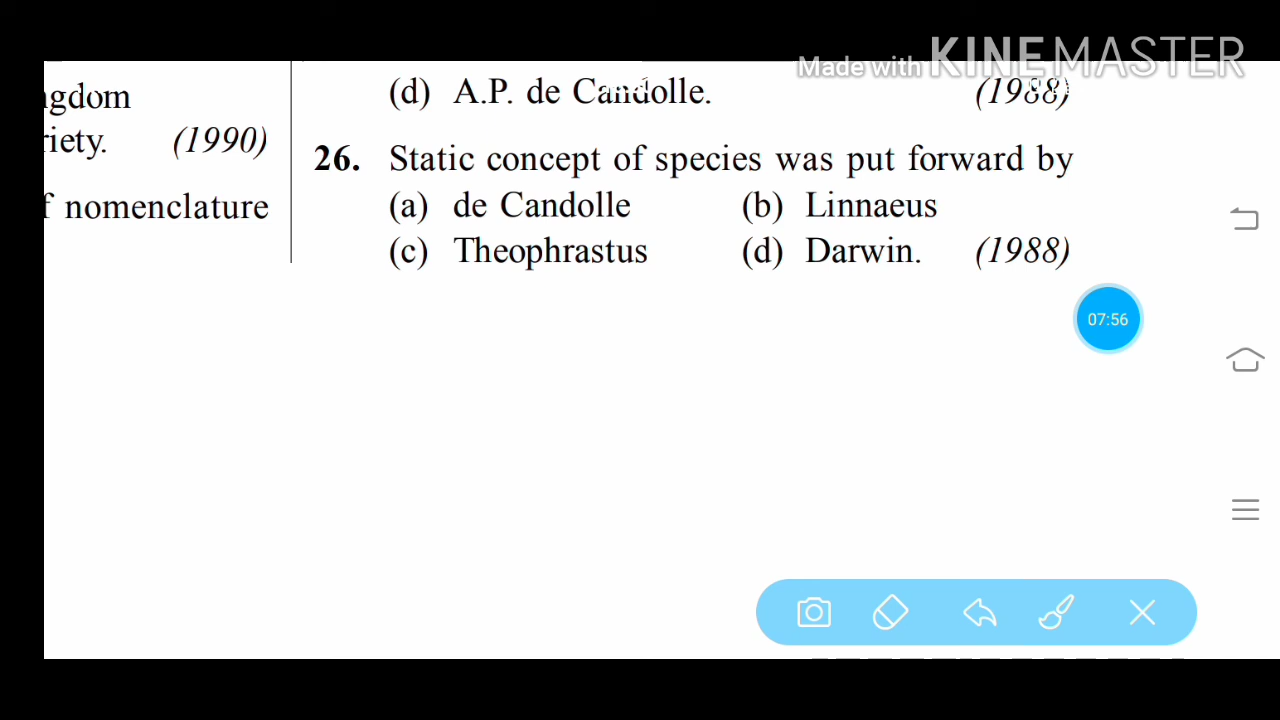 Made with KINEMASTER
gdom
riety. (1990)
f nomenclature
(d) A.P. de Candolle. (1988)
26. Static concept of species was put forward by
(a) de Candolle (b) Linnaeus
(c) Theophrastus (d) Darwin. (1988)
07:56